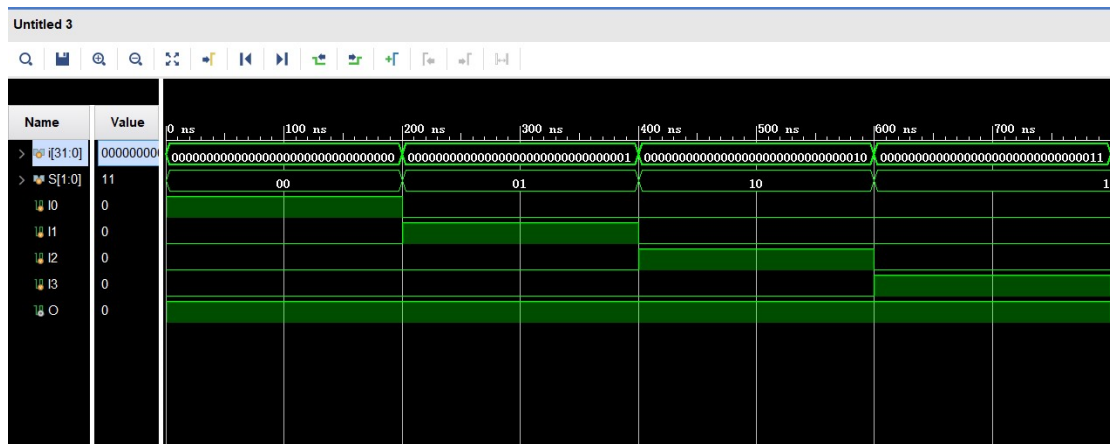 Untitled 3
Name Value 0 ns 100 ns 200 ns 300 ns 400 ns 500 ns 600 ns 700 ns
i[31:0] 00000000 00000000000000000000000000000000 00000000000000000000000000000001 00000000000000000000000000000010 00000000000000000000000000000011
S[1:0] 11 00 01 10 1
I0 0
I1 0
I2 0
I3 0
O 0